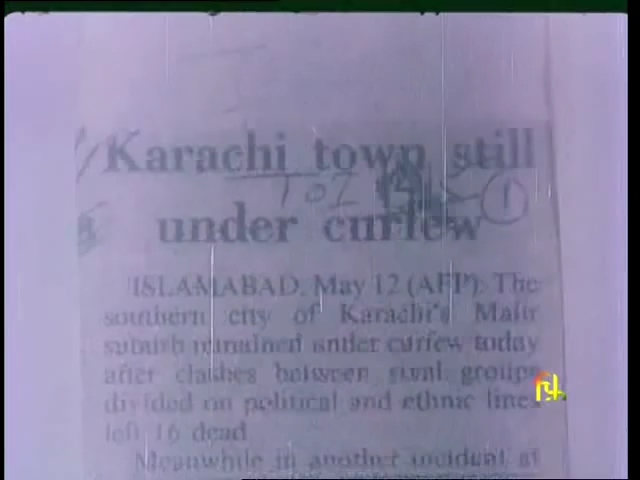 Karachi town still
TOI
1
under curfew
ISLAMABAD, May 12 (AFP): The
southern city of Karachi's Malir
suburb remained under curfew today
after clashes between rival groups
divided on political and ethnic lines
left 16 dead
Meanwhile in another incident at